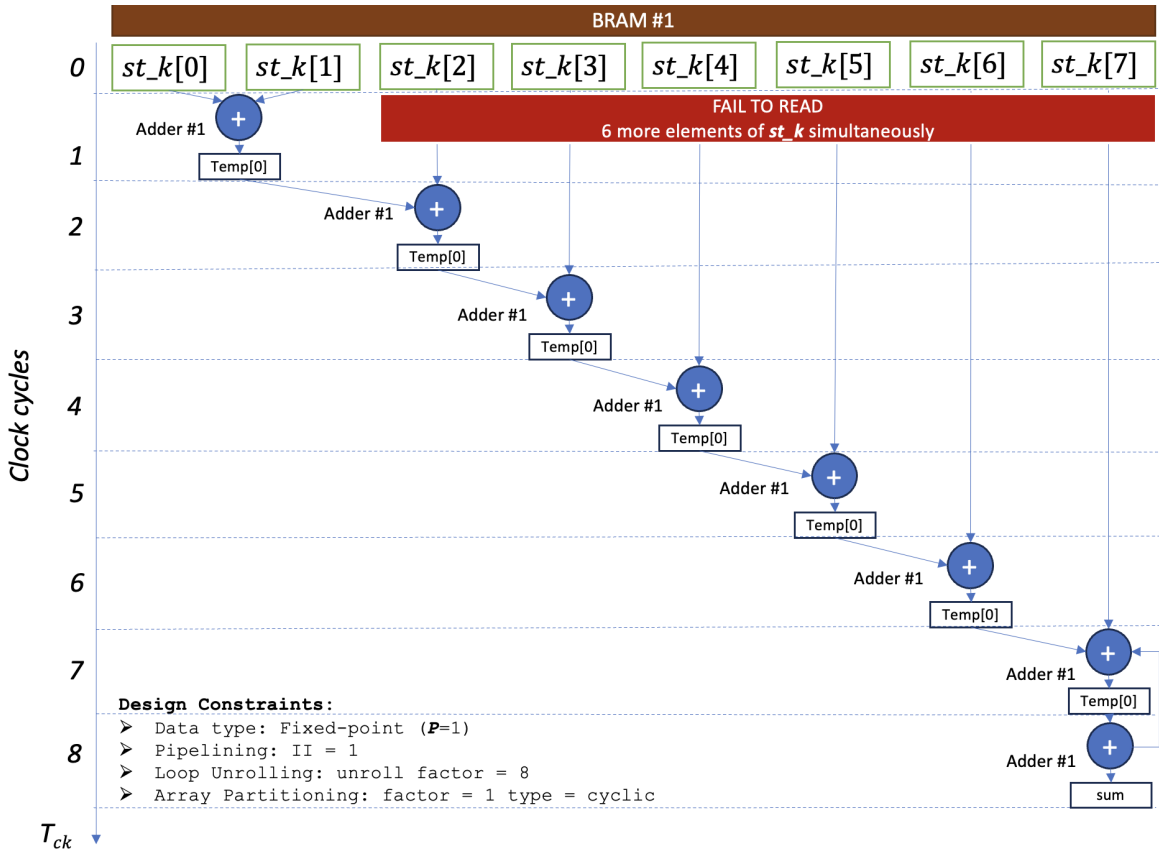 BRAM #1
0
st_k[0]
st_k[1]
st_k[2]
st_k[3]
st_k[4]
st_k[5]
st_k[6]
st_k[7]
FAIL TO READ
6 more elements of st_k simultaneously
Adder #1
+
1
Temp[0]
Adder #1
+
2
Temp[0]
Adder #1
+
3
Temp[0]
Clock cycles
Adder #1
+
4
Temp[0]
Adder #1
+
5
Temp[0]
Adder #1
+
6
Temp[0]
Adder #1
+
7
Temp[0]
Adder #1
+
8
sum
Design Constraints:
➢ Data type: Fixed-point (P=1)
➢ Pipelining: II = 1
➢ Loop Unrolling: unroll factor = 8
➢ Array Partitioning: factor = 1 type = cyclic
T_ck